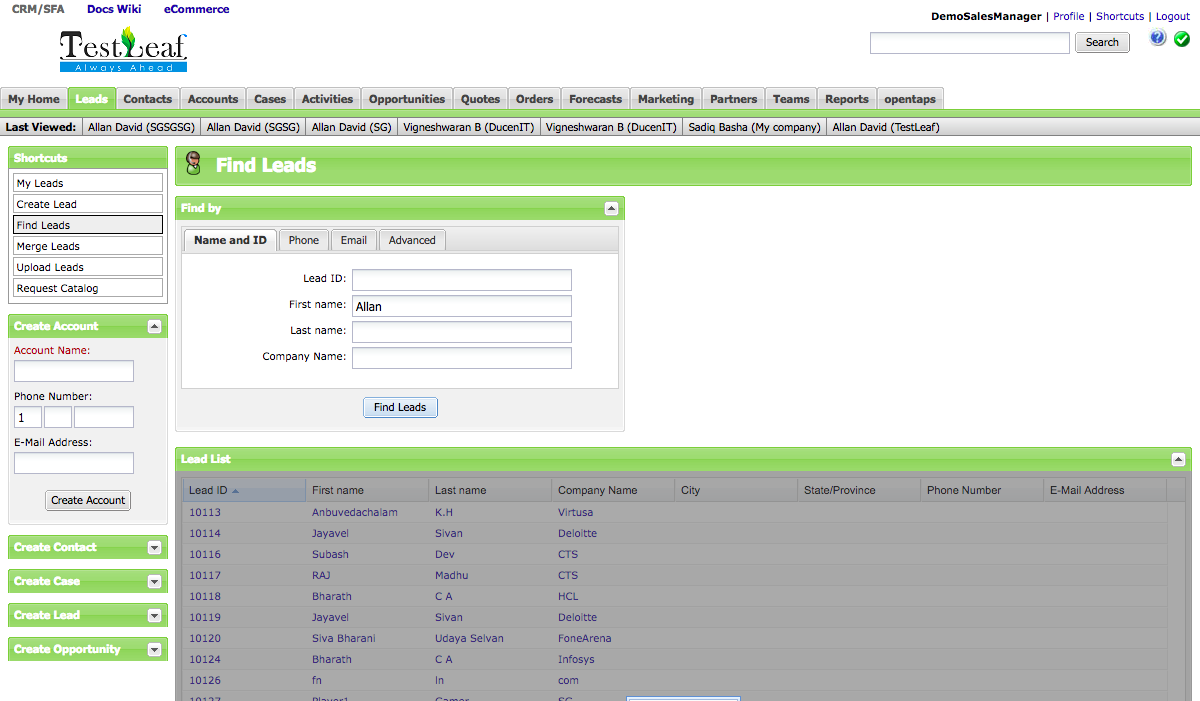 CRM/SFA Docs Wiki eCommerce
DemoSalesManager | Profile | Shortcuts | Logout
TestLeaf
Always Ahead
Search
?
My Home Leads Contacts Accounts Cases Activities Opportunities Quotes Orders Forecasts Marketing Partners Teams Reports opentaps
Last Viewed: Allan David (SGSGSG) Allan David (SGSG) Allan David (SG) Vigneshwaran B (DucenIT) Vigneshwaran B (DucenIT) Sadiq Basha (My company) Allan David (TestLeaf)
Shortcuts
My Leads
Create Lead
Find Leads
Merge Leads
Upload Leads
Request Catalog
Create Account
Account Name:
Phone Number:
1
E-Mail Address:
Create Account
Create Contact
Create Case
Create Lead
Create Opportunity
Find Leads
Find by
Name and ID Phone Email Advanced
Lead ID:
First name: Allan
Last name:
Company Name:
Find Leads
Lead List
Lead ID First name Last name Company Name City State/Province Phone Number E-Mail Address
10113 Anbuvedachalam K.H Virtusa
10114 Jayavel Sivan Deloitte
10116 Subash Dev CTS
10117 RAJ Madhu CTS
10118 Bharath C A HCL
10119 Jayavel Sivan Deloitte
10120 Siva Bharani Udaya Selvan FoneArena
10124 Bharath C A Infosys
10126 fn ln com